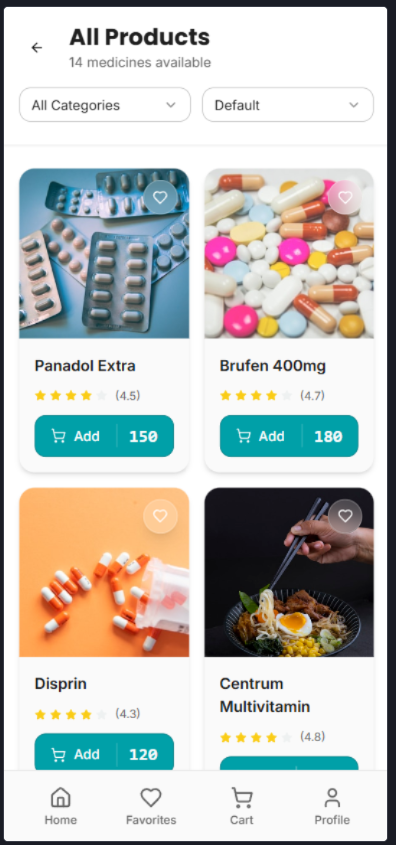 All Products
14 medicines available
All Categories
Default
Panadol Extra
Brufen 400mg
(4.5)
(4.7)
Add 150
Add 180
Disprin
Centrum
Multivitamin
(4.3)
(4.8)
Add 120
Home
Favorites
Cart
Profile